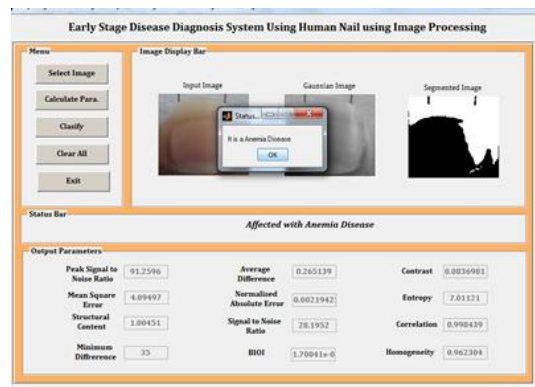 Early Stage Disease Diagnosis System Using Human Nail using Image Processing
Menu
Image Display Bar
Select Image
Calculate Para.
Clasify
Clear All
Exit
Input Image
Gaussian Image
Segmented Image
Status...
It is a Anemia Disease
OK
Status Bar
Affected with Anemia Disease
Output Parameters
Peak Signal to
Noise Ratio
91.2596
Average
Difference
0.265139
Contrast
0.0836981
Mean Square
Error
4.09497
Normalised
Absolute Error
0.0021942
Entropy
7.01121
Structural
Content
1.00451
Signal to Noise
Ratio
28.1952
Correlation
0.998439
Minimum
Diffrerence
35
BIOI
1.70041e-0
Homogeneity
0.962304